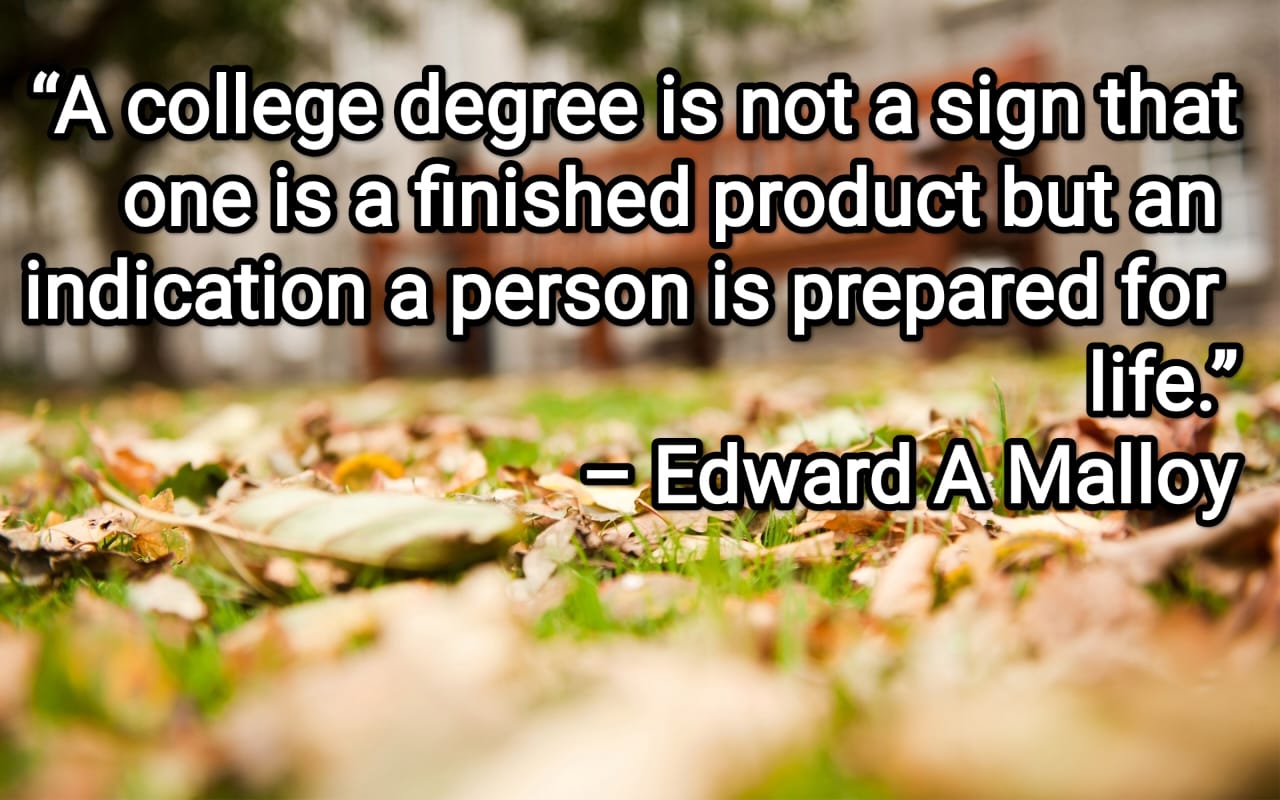 “A college degree is not a sign that
one is a finished product but an
indication a person is prepared for
life.”
– Edward A Malloy